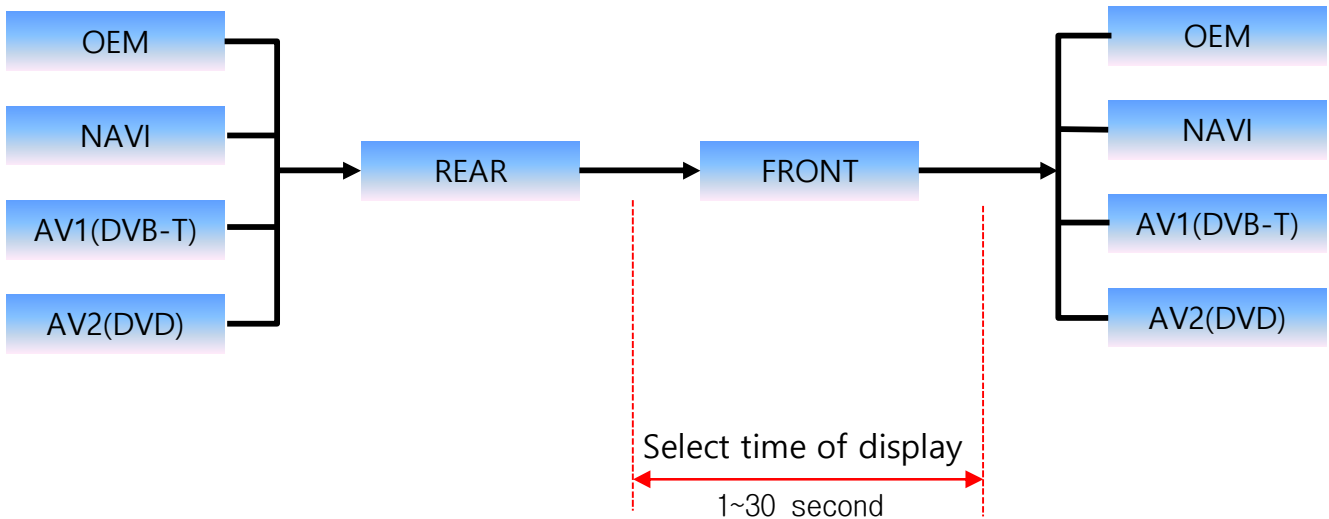 OEM
NAVI
AV1(DVB-T)
AV2(DVD)
REAR
FRONT
OEM
NAVI
AV1(DVB-T)
AV2(DVD)
Select time of display
1~30 second